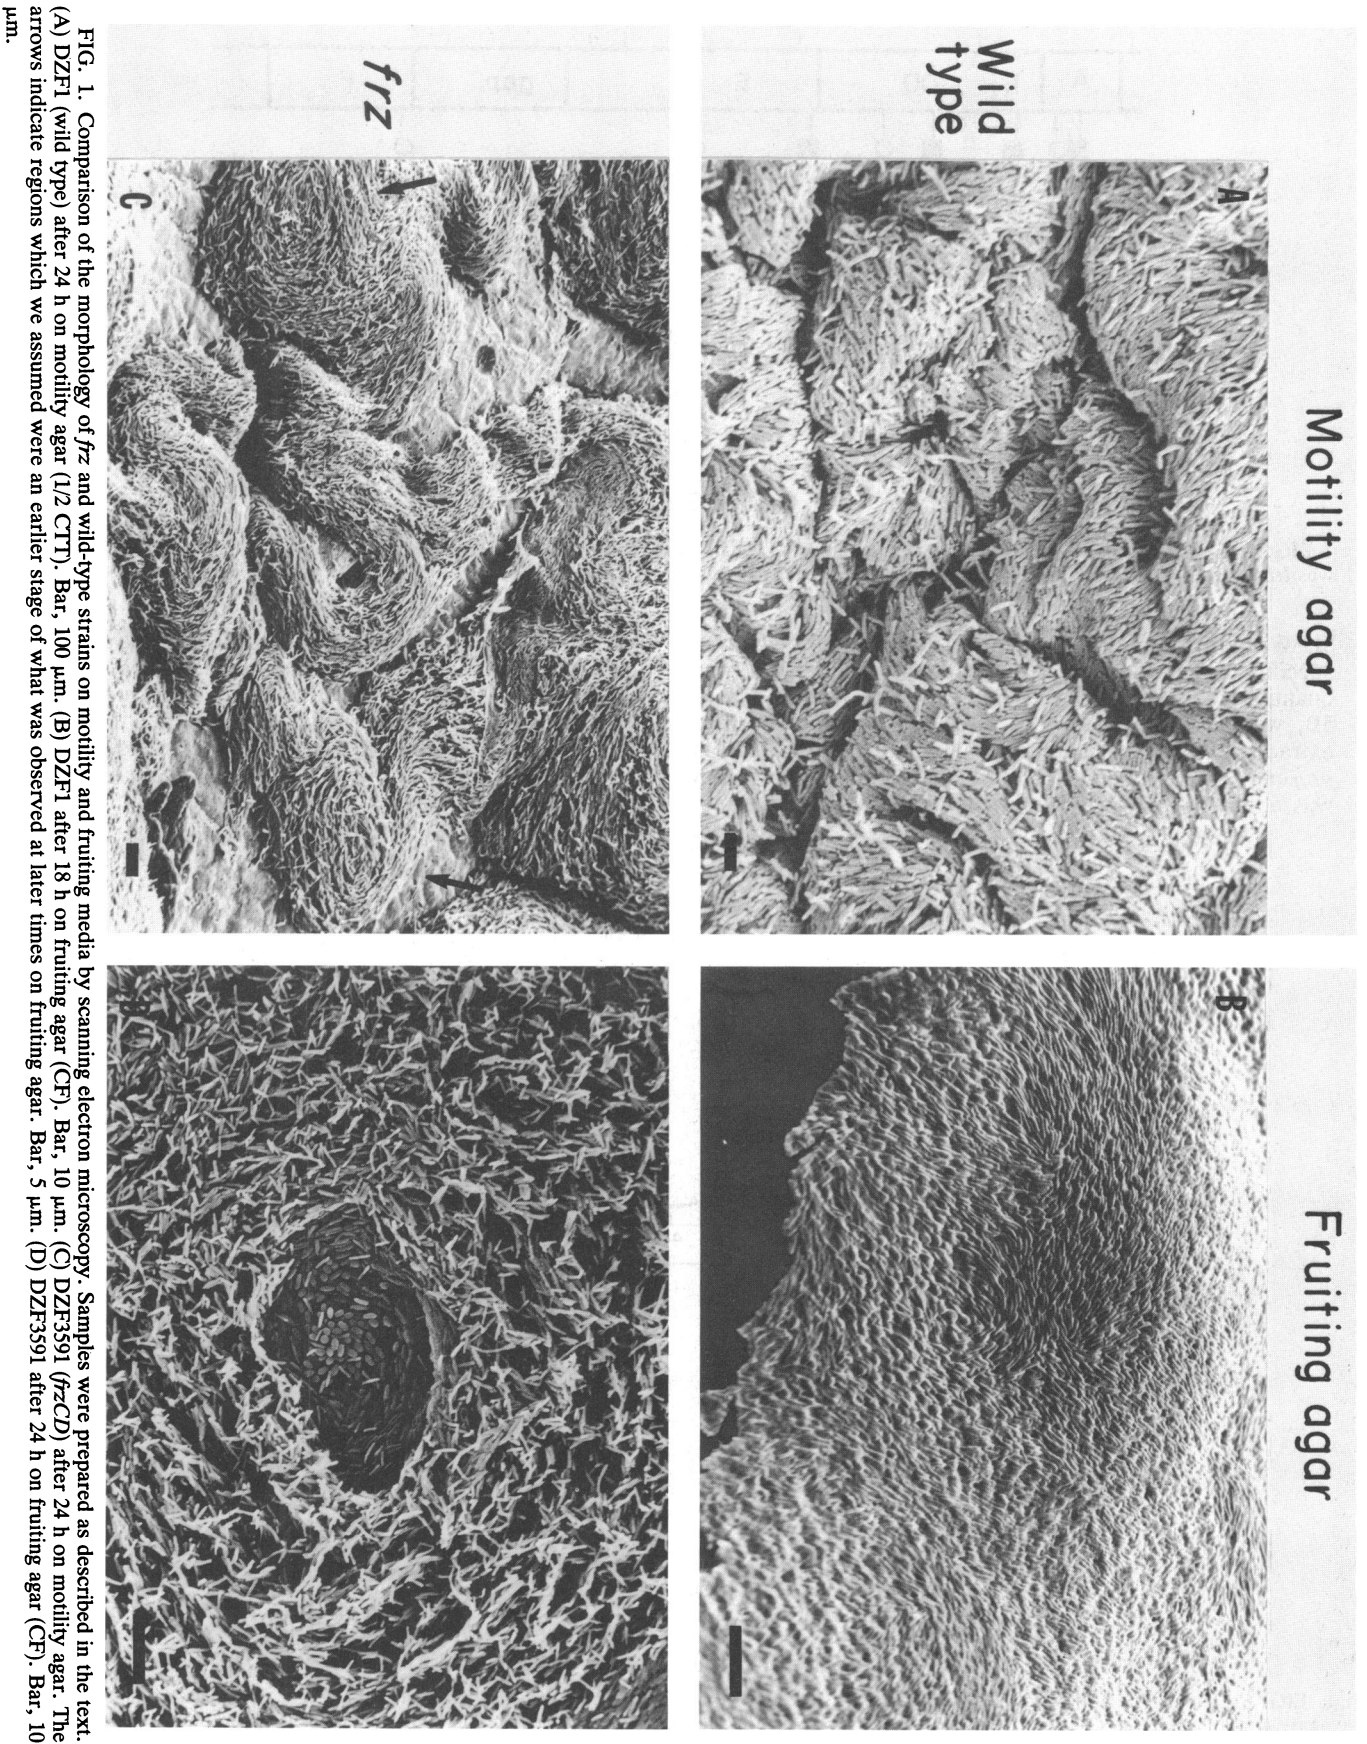 Motility agar
Fruiting agar
Wild
type
A
B
frz
C
FIG. 1. Comparison of the morphology of frz and wild-type strains on motility and fruiting media by scanning electron microscopy. Samples were prepared as described in the text.
(A) DZF1 (wild type) after 24 h on motility agar (1/2 CTT). Bar, 100 μm. (B) DZF1 after 18 h on fruiting agar (CF). Bar, 10 μm. (C) DZF3591 (frzCD) after 24 h on motility agar. The
arrows indicate regions which we assumed were an earlier stage of what was observed at later times on fruiting agar. Bar, 5 μm. (D) DZF3591 after 24 h on fruiting agar (CF). Bar, 10
μm.